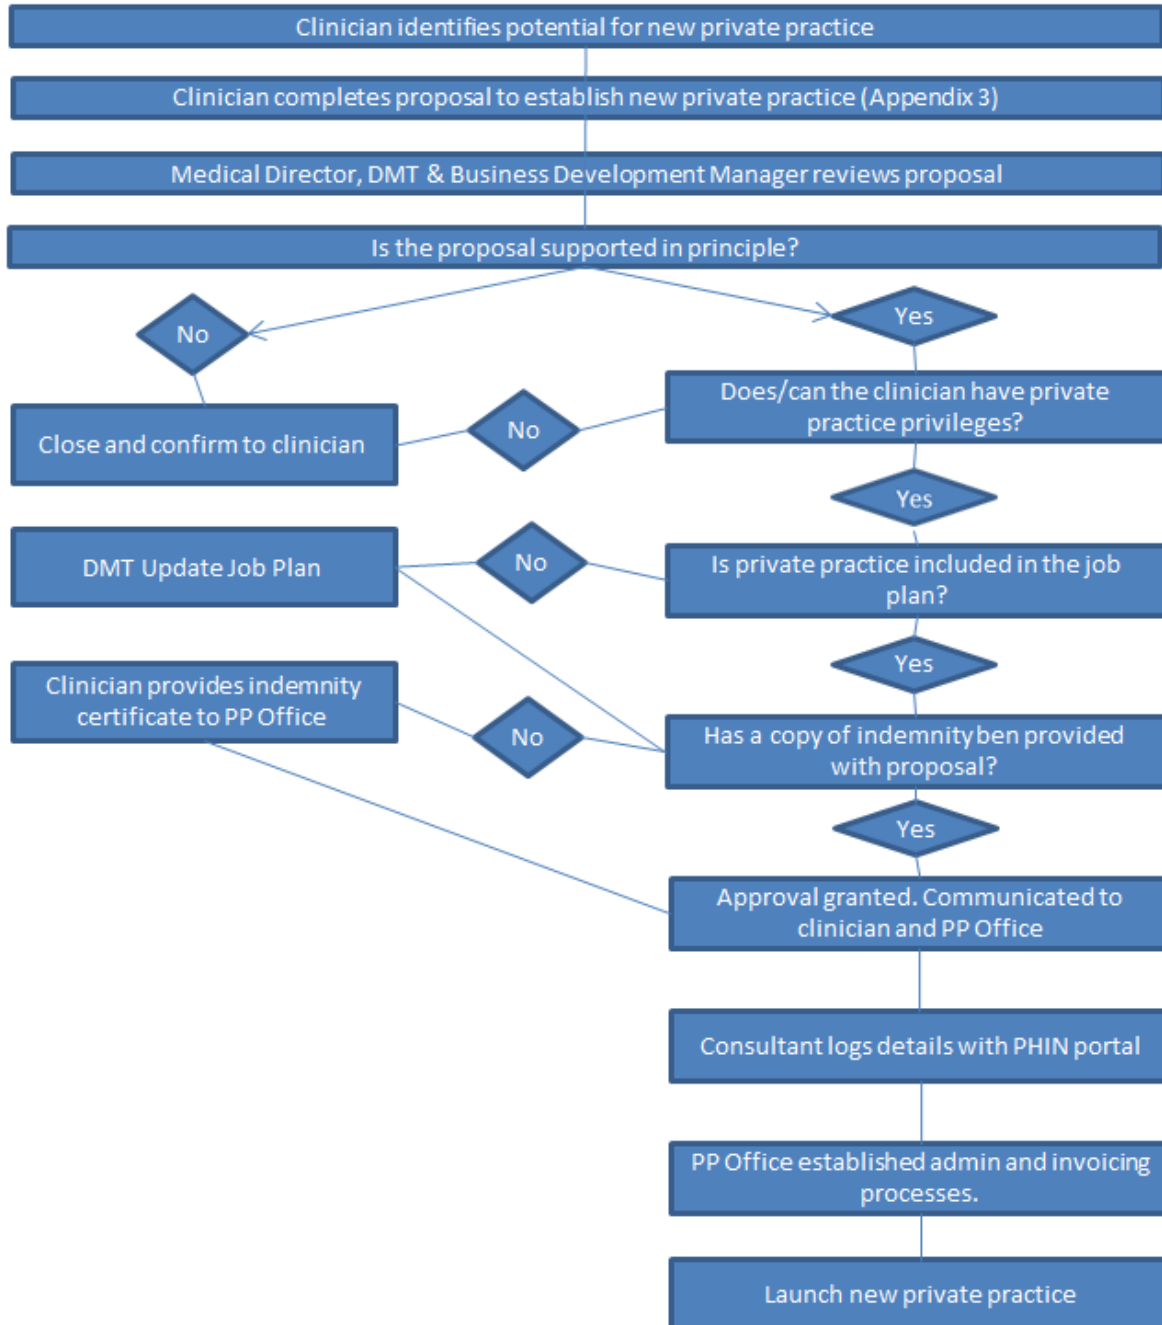 Clinician identifies potential for new private practice
Clinician completes proposal to establish new private practice (Appendix 3)
Medical Director, DMT & Business Development Manager reviews proposal
Is the proposal supported in principle?
No
Yes
Does/can the clinician have private
practice privileges?
No
Close and confirm to clinician
Yes
Is private practice included in the job
plan?
No
DMT Update Job Plan
Yes
Clinician provides indemnity
certificate to PP Office
No
Has a copy of indemnity ben provided
with proposal?
Yes
Approval granted. Communicated to
clinician and PP Office
Consultant logs details with PHIN portal
PP Office established admin and invoicing
processes.
Launch new private practice